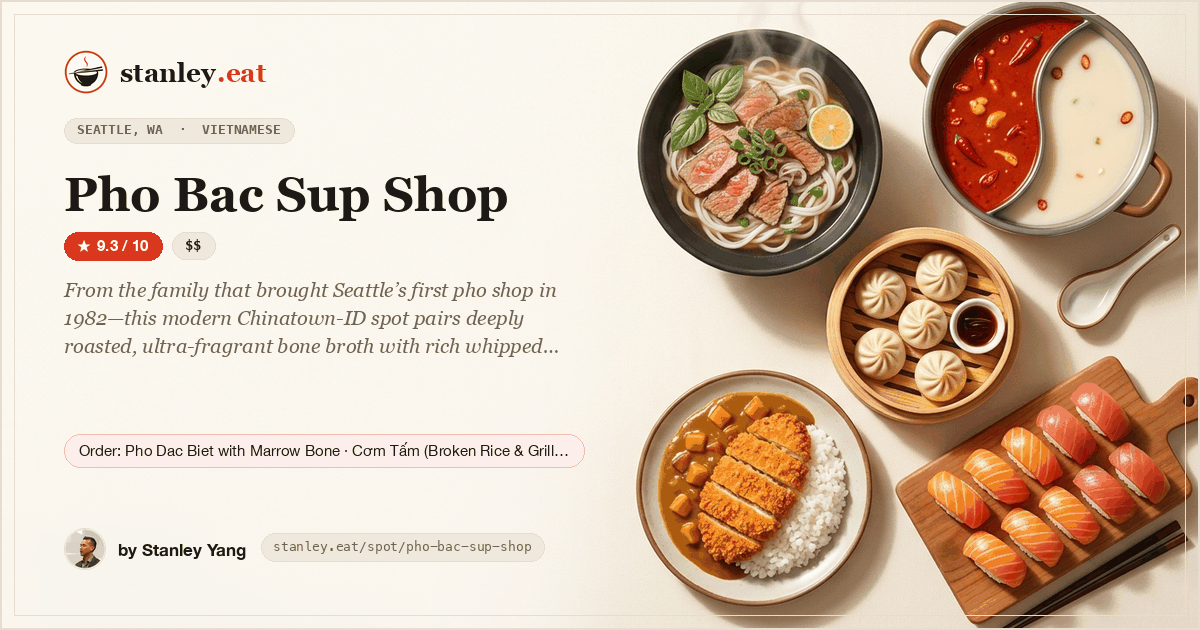 stanley.eat
SEATTLE, WA · VIETNAMESE
Pho Bac Sup Shop
★ 9.3 / 10 $$
From the family that brought Seattle’s first pho shop in
1982—this modern Chinatown-ID spot pairs deeply
roasted, ultra-fragrant bone broth with rich whipped...
Order: Pho Dac Biet with Marrow Bone · Cơm Tấm (Broken Rice & Grill...
by Stanley Yang stanley.eat/spot/pho-bac-sup-shop